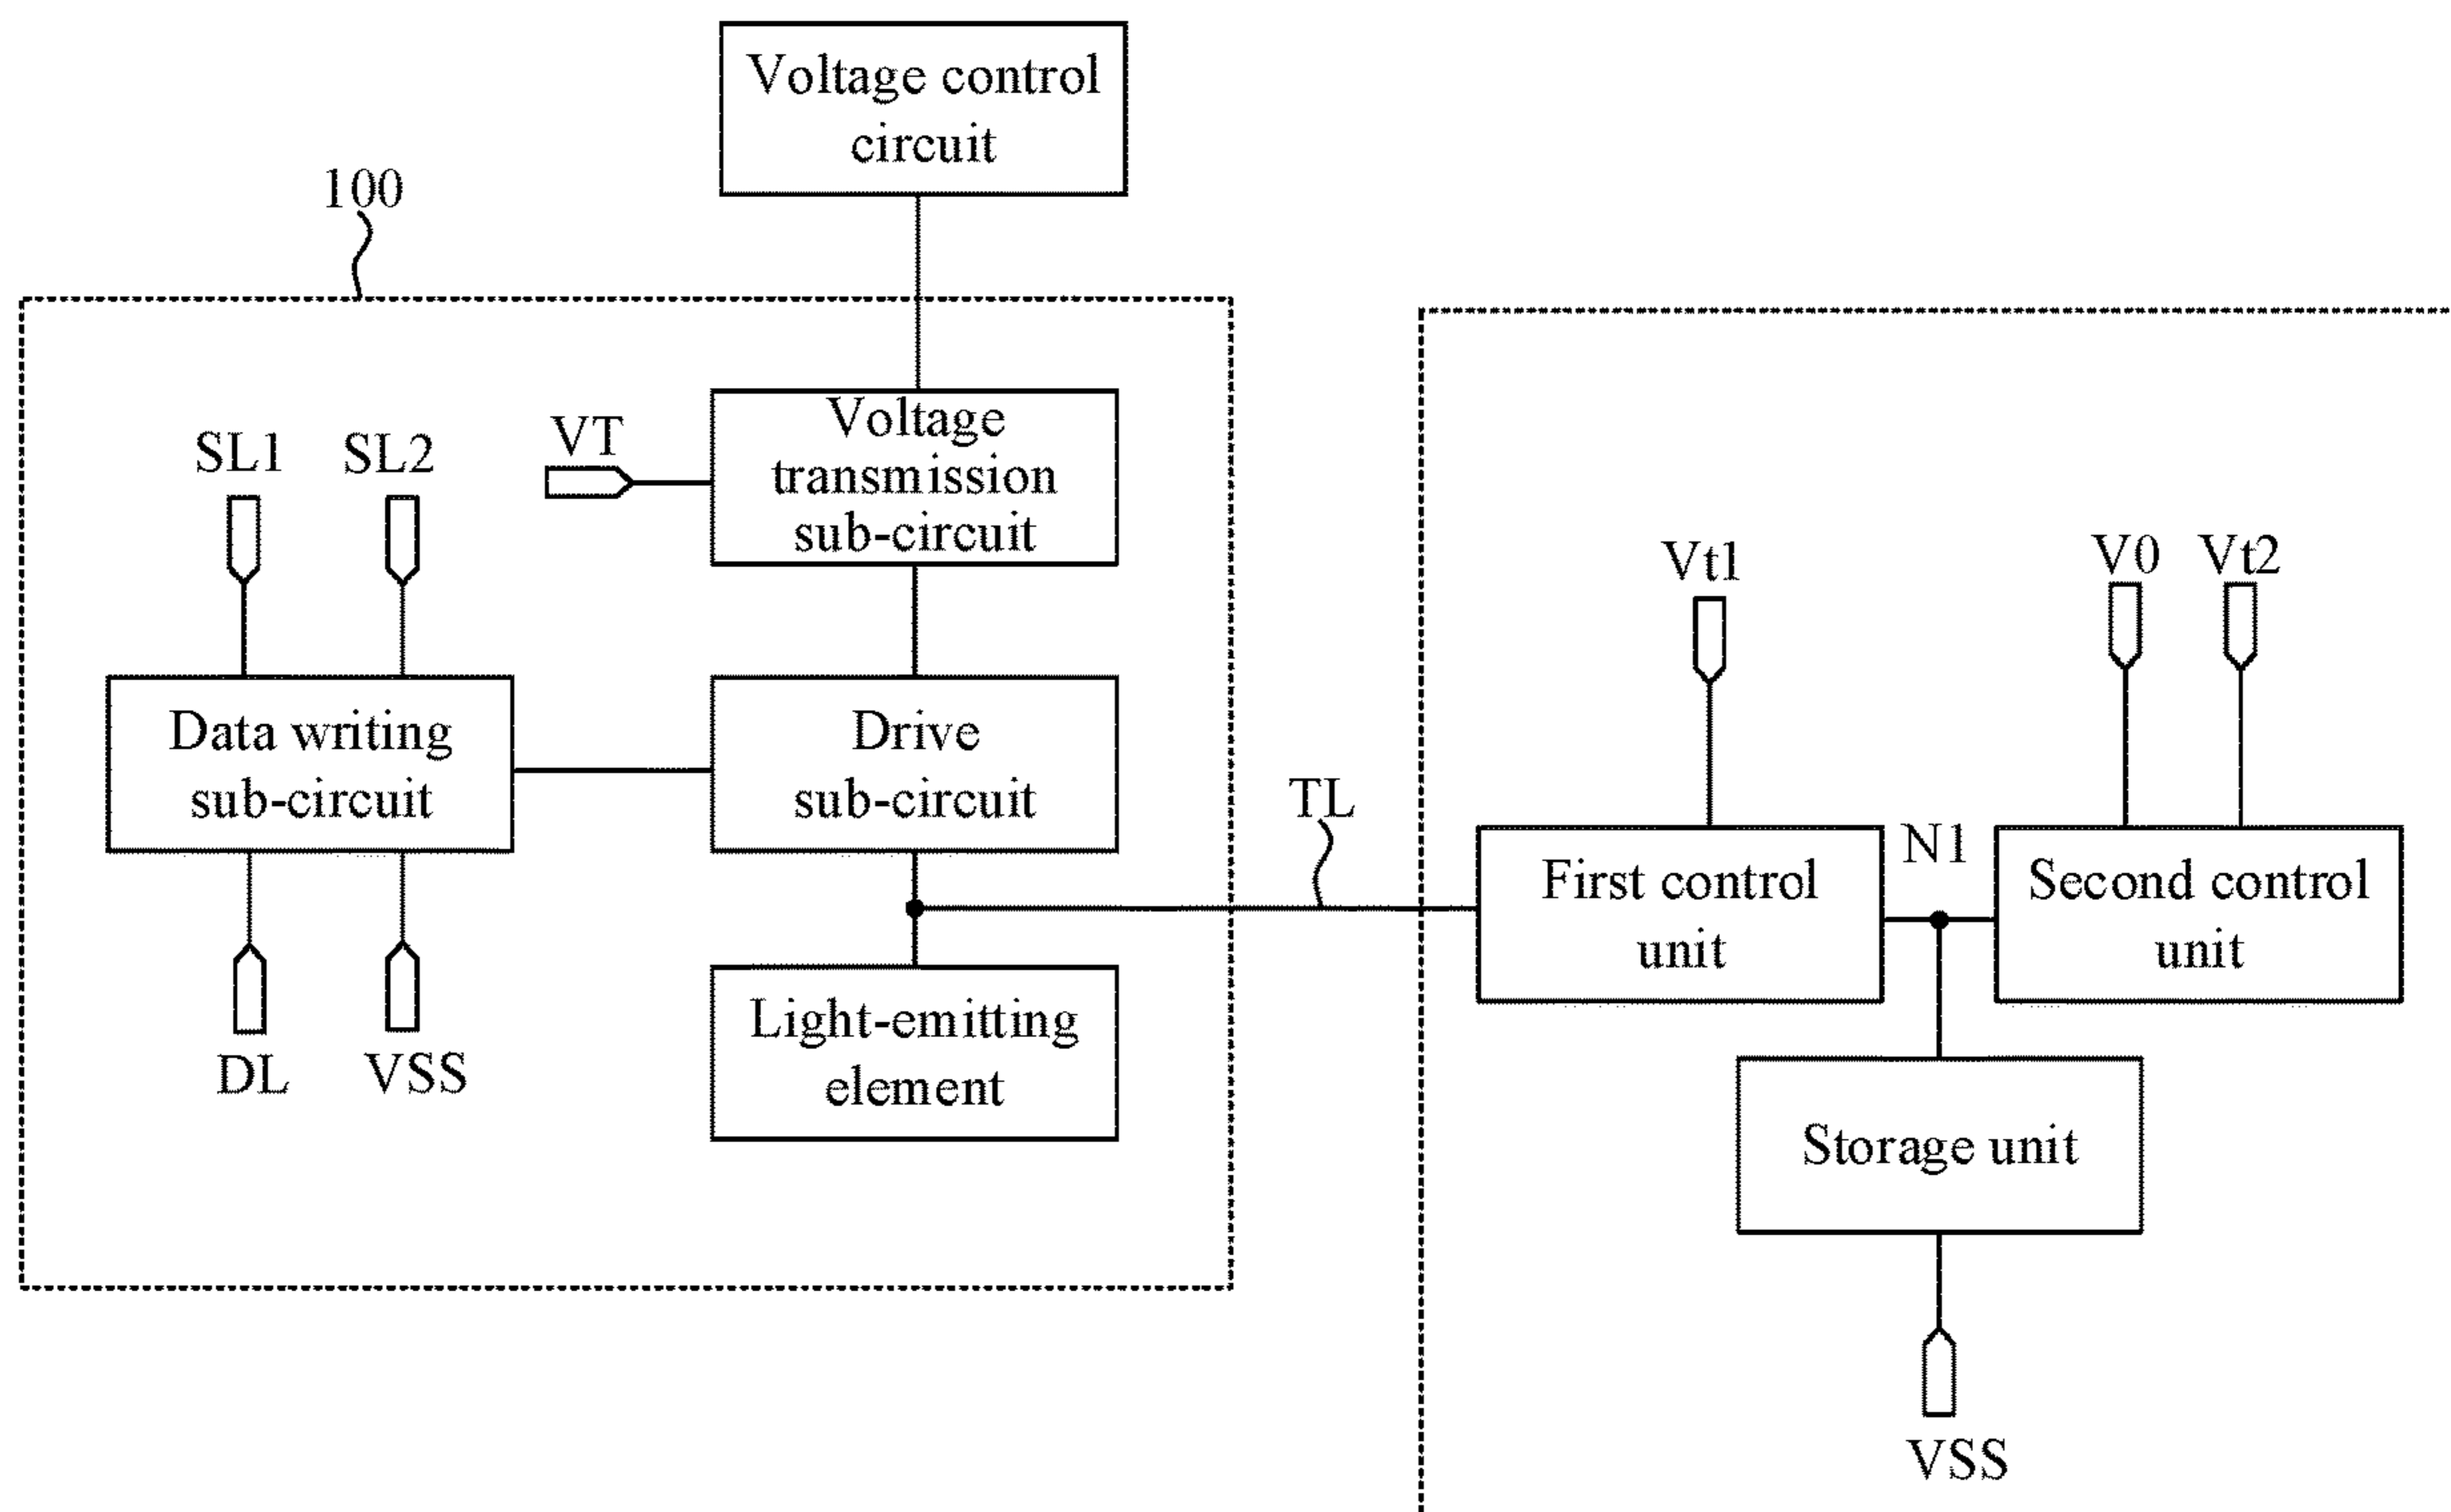 Voltage control
circuit
100
Voltage
transmission
sub-circuit
VT
SL1
SL2
Data writing
sub-circuit
Drive
sub-circuit
DL
VSS
Light-emitting
element
TL
Vt1
V0
Vt2
First control
unit
N1
Second control
unit
Storage unit
VSS